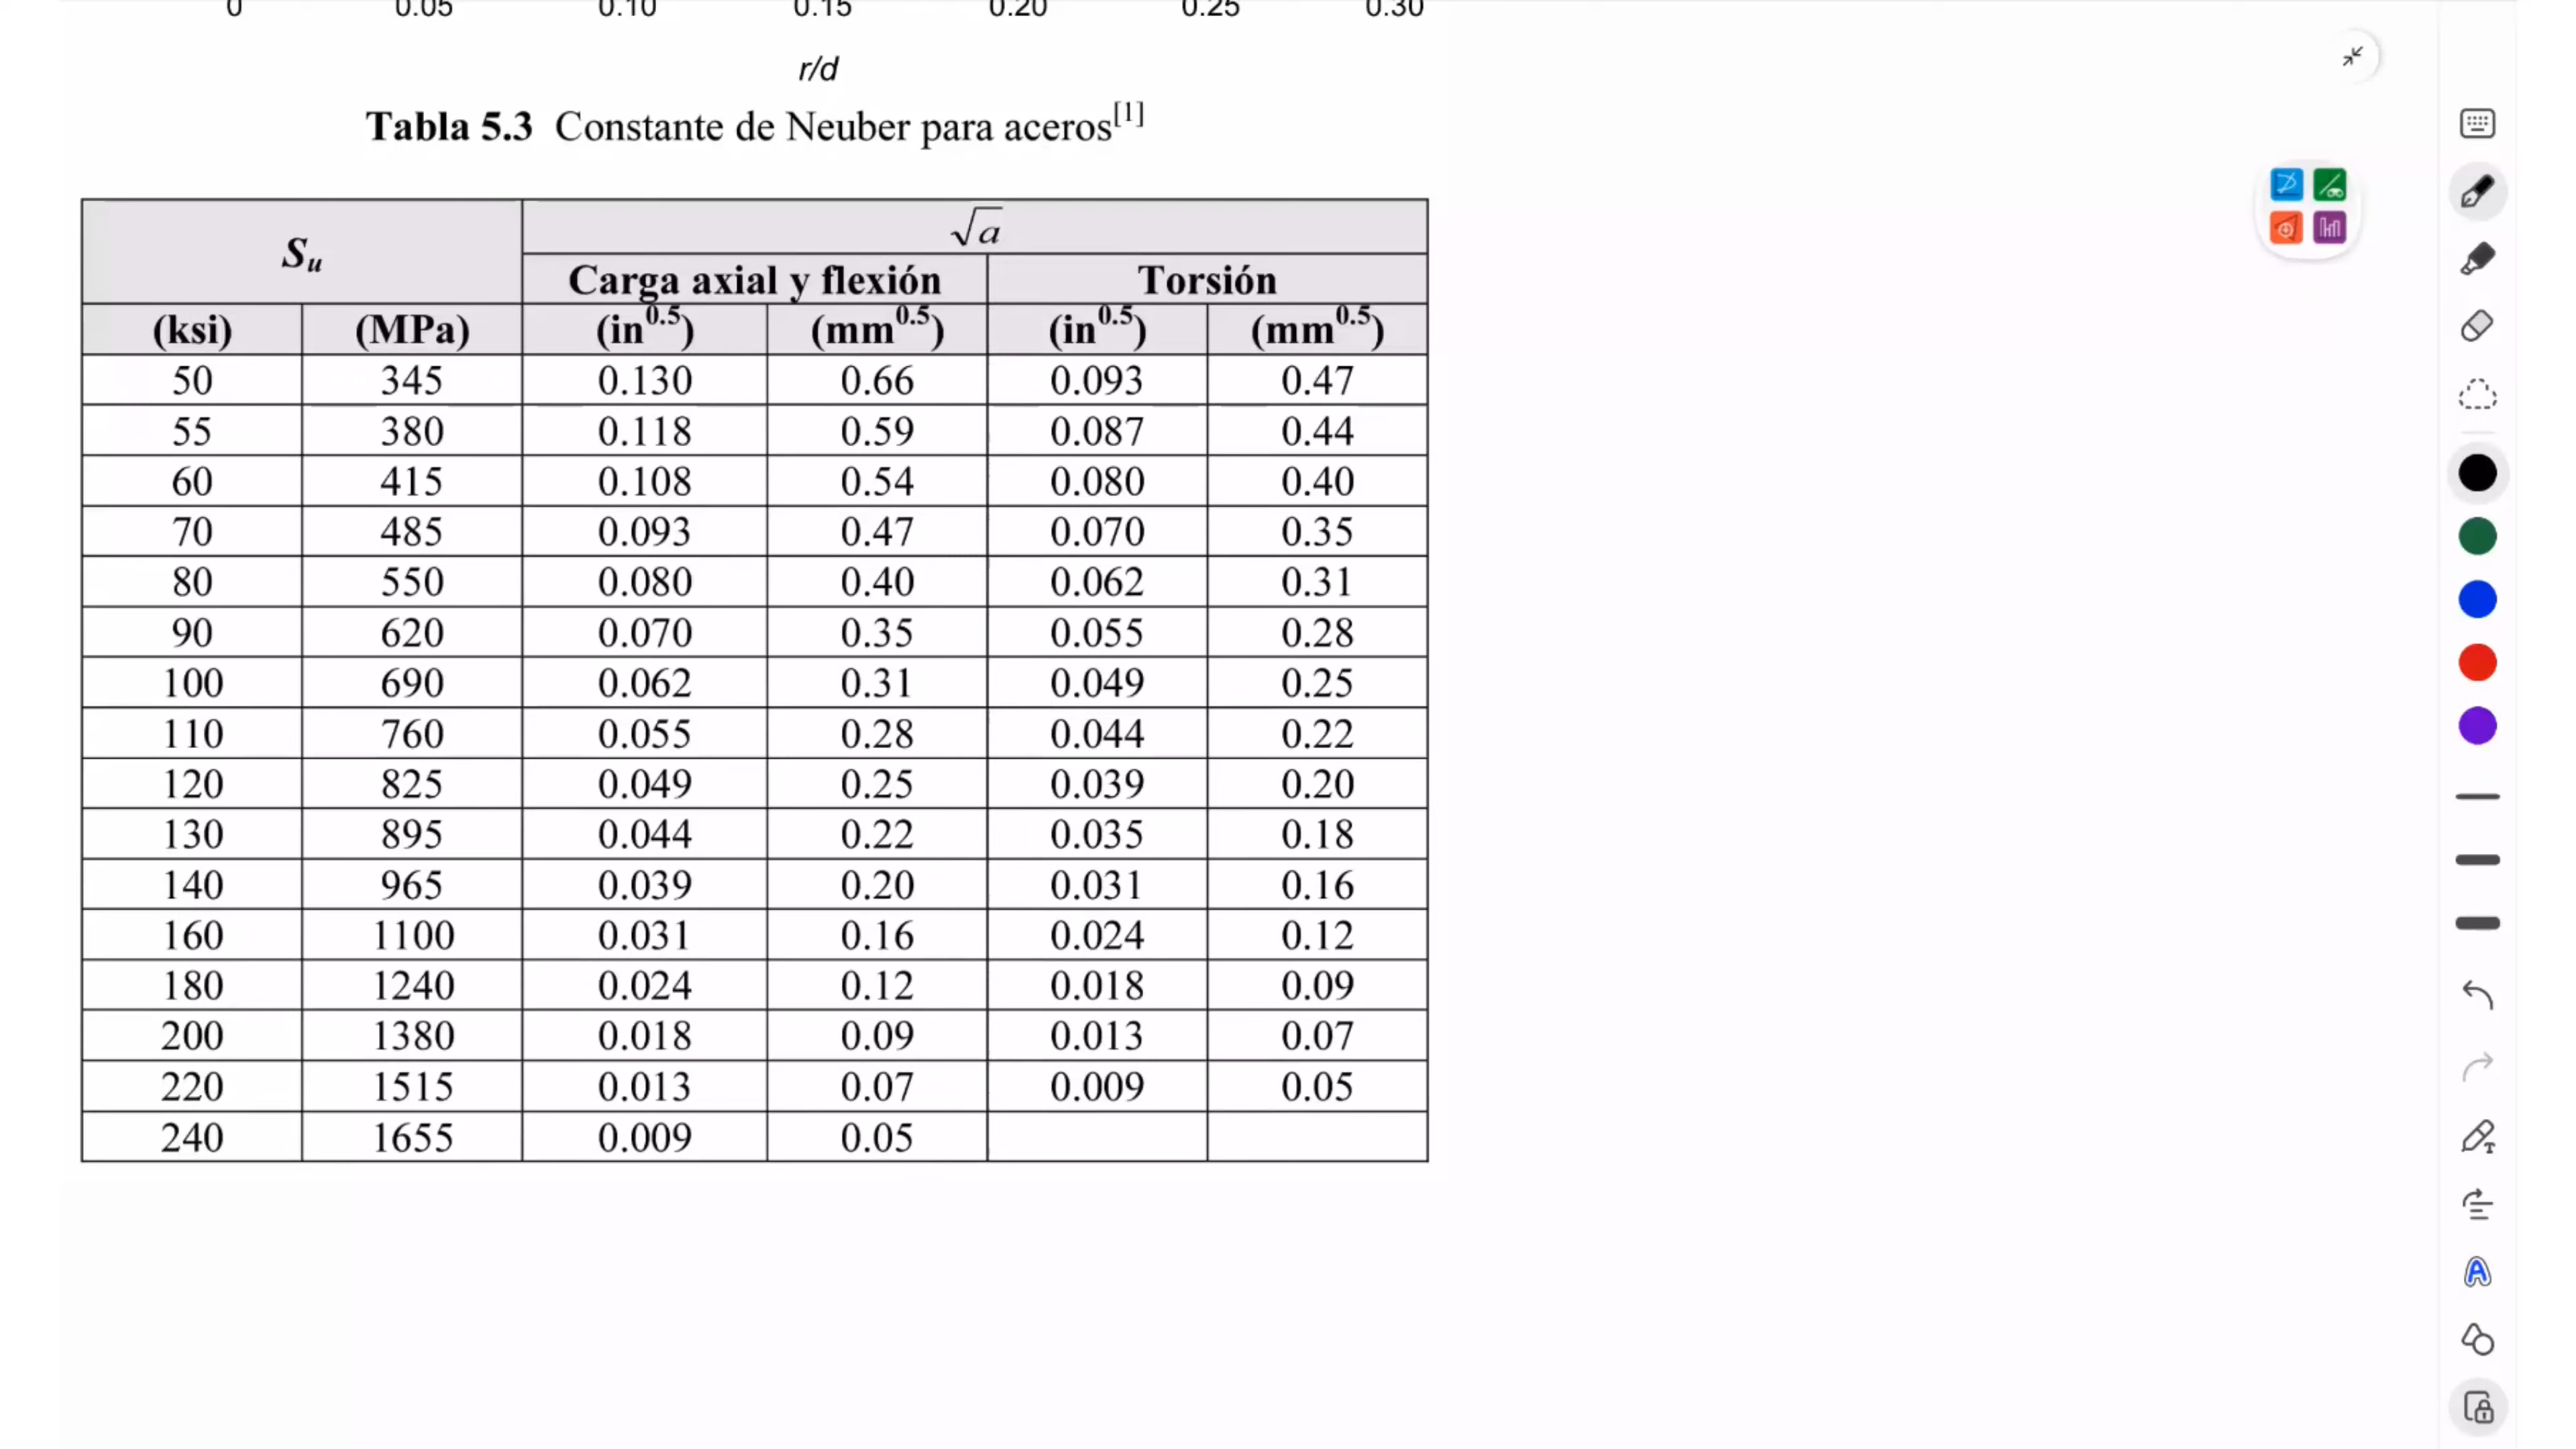 0 0.05 0.10 0.15 0.20 0.25 0.30
r/d
Tabla 5.3 Constante de Neuber para aceros[1]
Su √a
Carga axial y flexión Torsión
(ksi) (MPa) (in^0.5) (mm^0.5) (in^0.5) (mm^0.5)
50 345 0.130 0.66 0.093 0.47
55 380 0.118 0.59 0.087 0.44
60 415 0.108 0.54 0.080 0.40
70 485 0.093 0.47 0.070 0.35
80 550 0.080 0.40 0.062 0.31
90 620 0.070 0.35 0.055 0.28
100 690 0.062 0.31 0.049 0.25
110 760 0.055 0.28 0.044 0.22
120 825 0.049 0.25 0.039 0.20
130 895 0.044 0.22 0.035 0.18
140 965 0.039 0.20 0.031 0.16
160 1100 0.031 0.16 0.024 0.12
180 1240 0.024 0.12 0.018 0.09
200 1380 0.018 0.09 0.013 0.07
220 1515 0.013 0.07 0.009 0.05
240 1655 0.009 0.05